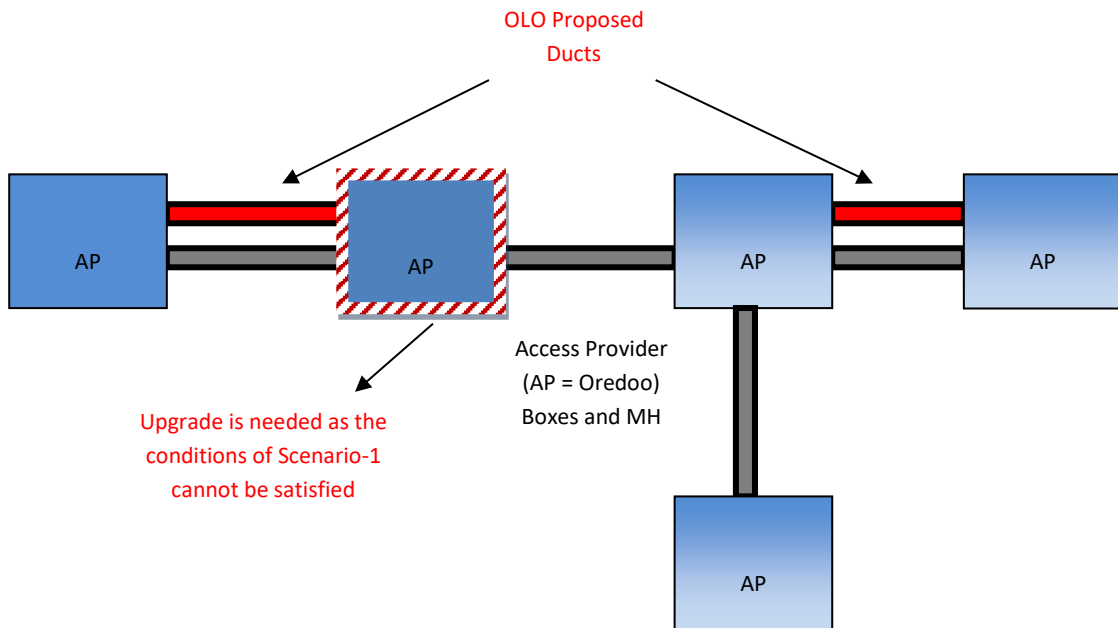 OLO Proposed
Ducts
AP
AP
AP
AP
Access Provider
(AP = Oredoo)
Boxes and MH
Upgrade is needed as the
conditions of Scenario-1
cannot be satisfied
AP